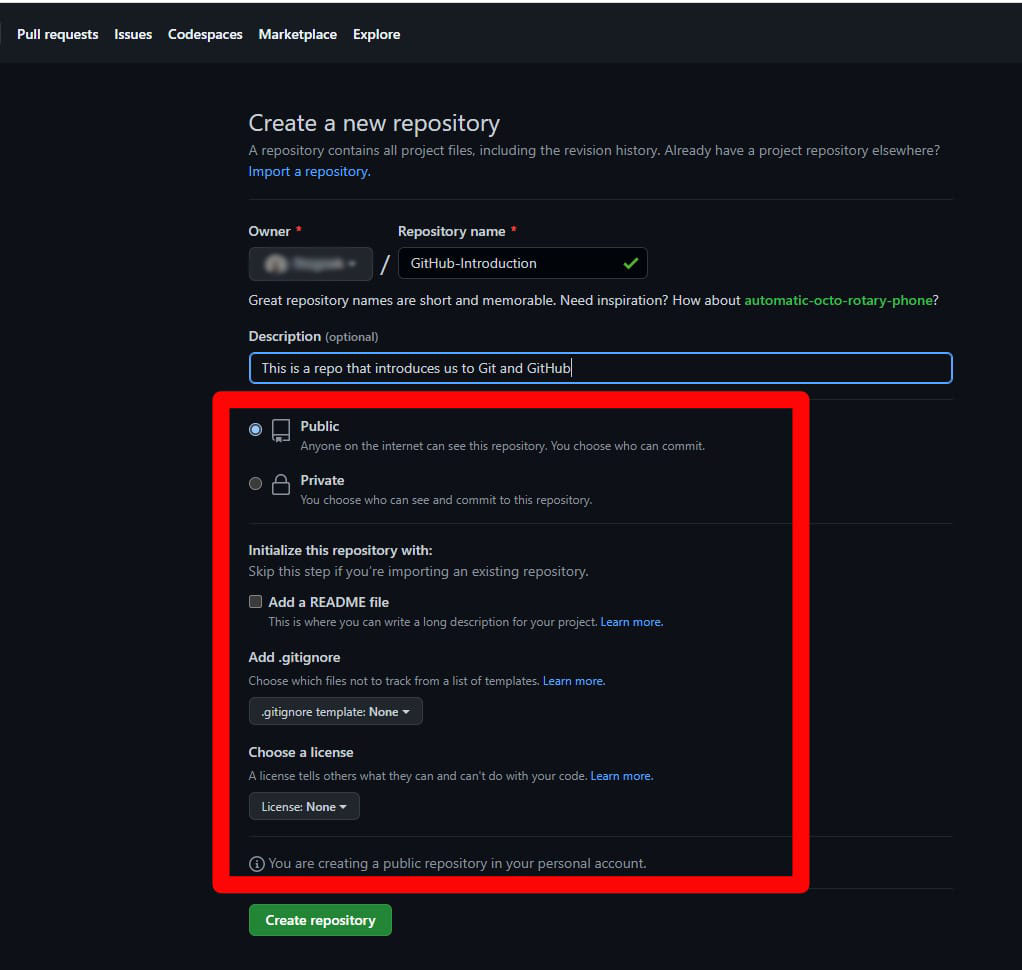 Pull requests Issues Codespaces Marketplace Explore
Create a new repository
A repository contains all project files, including the revision history. Already have a project repository elsewhere?
Import a repository.
Owner * Repository name *
/ GitHub-Introduction
Great repository names are short and memorable. Need inspiration? How about automatic-octo-rotary-phone?
Description (optional)
This is a repo that introduces us to Git and GitHub
Public
Anyone on the internet can see this repository. You choose who can commit.
Private
You choose who can see and commit to this repository.
Initialize this repository with:
Skip this step if you're importing an existing repository.
Add a README file
This is where you can write a long description for your project. Learn more.
Add .gitignore
Choose which files not to track from a list of templates. Learn more.
.gitignore template: None
Choose a license
A license tells others what they can and can't do with your code. Learn more.
License: None
You are creating a public repository in your personal account.
Create repository